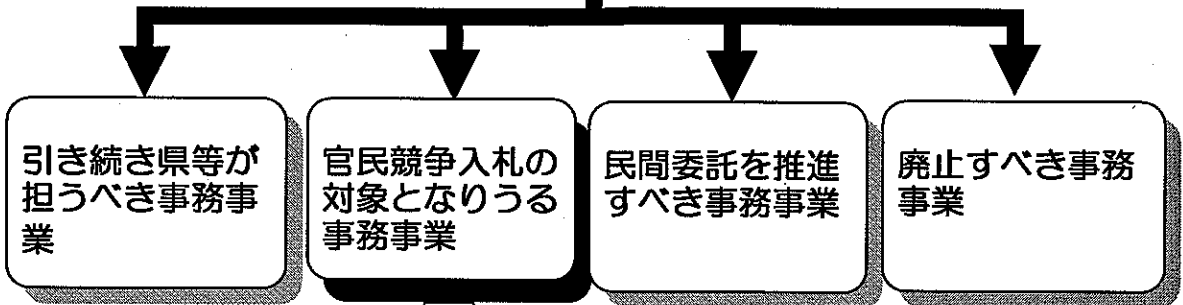 引き続き県等が
担うべき事務事
業
官民競争入札の
対象となりうる
事務事業
民間委託を推進
すべき事務事業
廃止すべき事務
事業